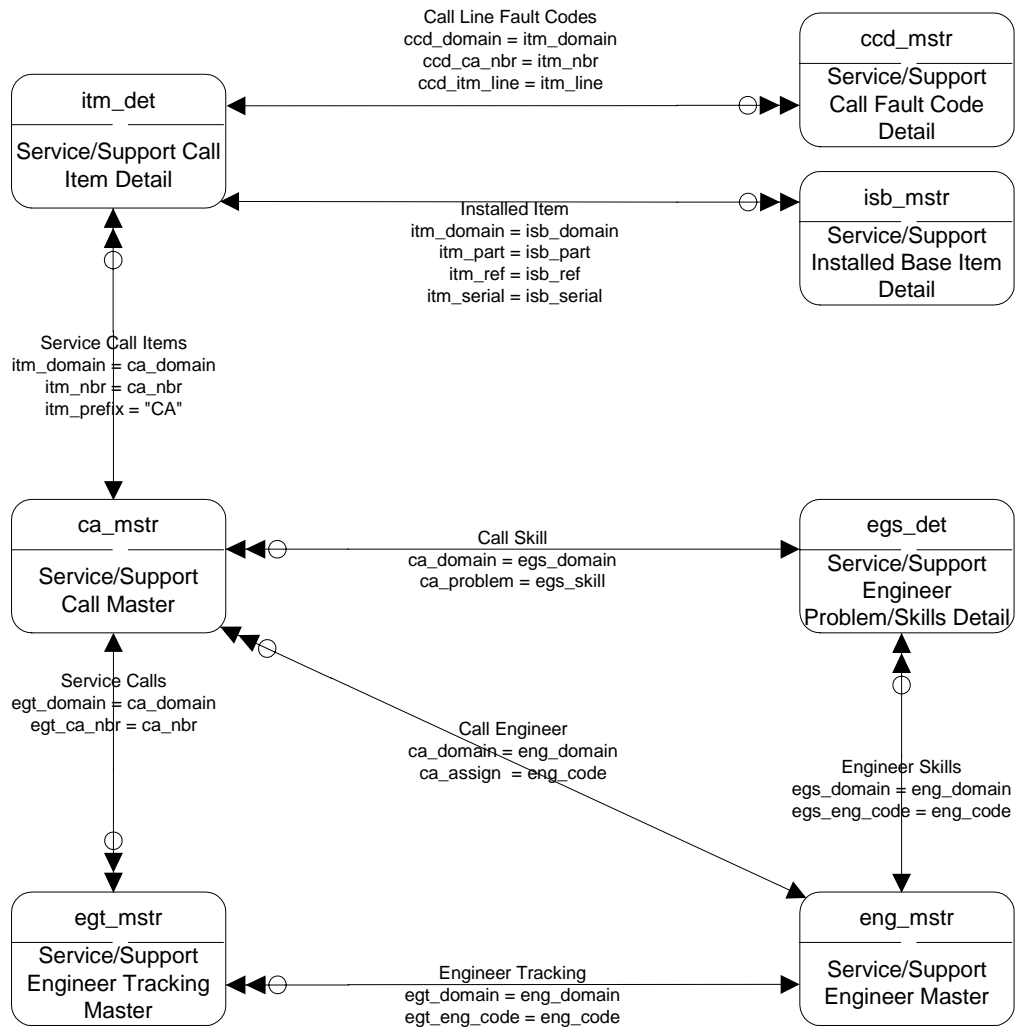 Call Line Fault Codes
ccd_domain = itm_domain
ccd_ca_nbr = itm_nbr
ccd_itm_line = itm_line
ccd_mstr
Service/Support
Call Fault Code
Detail
itm_det
Service/Support Call
Item Detail
isb_mstr
Service/Support
Installed Base Item
Detail
Installed Item
itm_domain = isb_domain
itm_part = isb_part
itm_ref = isb_ref
itm_serial = isb_serial
Service Call Items
itm_domain = ca_domain
itm_nbr = ca_nbr
itm_prefix = "CA"
ca_mstr
Service/Support
Call Master
Call Skill
ca_domain = egs_domain
ca_problem = egs_skill
egs_det
Service/Support
Engineer
Problem/Skills Detail
Service Calls
egt_domain = ca_domain
egt_ca_nbr = ca_nbr
Call Engineer
ca_domain = eng_domain
ca_assign  = eng_code
Engineer Skills
egs_domain = eng_domain
egs_eng_code = eng_code
egt_mstr
Service/Support
Engineer Tracking
Master
Engineer Tracking
egt_domain = eng_domain
egt_eng_code = eng_code
eng_mstr
Service/Support
Engineer Master